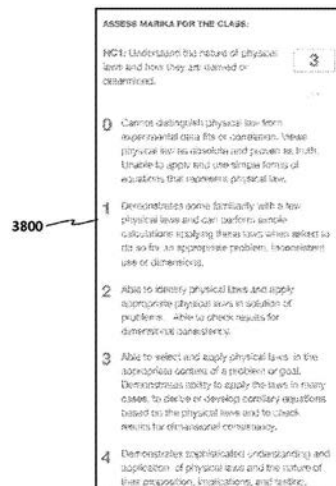 ASSESS MARIKA FOR THE CLASS:
HC1: Understand the nature of physical
laws and how they are derived or
determined.
3
0 Cannot distinguish physical law from
experimental data fits or correlation. Views
physical law as absolute and proven as truth.
Unable to apply and use simple forms of
equations that represent physical law.
3800
1 Demonstrates some familiarity with a few
physical laws and can perform simple
calculations applying these laws when asked to
do so for an appropriate problem. Inconsistent
use of dimensions.
2 Able to identify physical laws and apply
appropriate physical laws in solution of
problems. Able to check results for
dimensional consistency.
3 Able to select and apply physical laws in the
appropriate context of a problem or goal.
Demonstrates ability to apply the laws in many
cases, to derive or develop corollary equations
based on the physical laws and to check
results for dimensional consistency.
4 Demonstrates sophisticated understanding and
application of physical laws and the nature of
their proposition, implications, and testing.